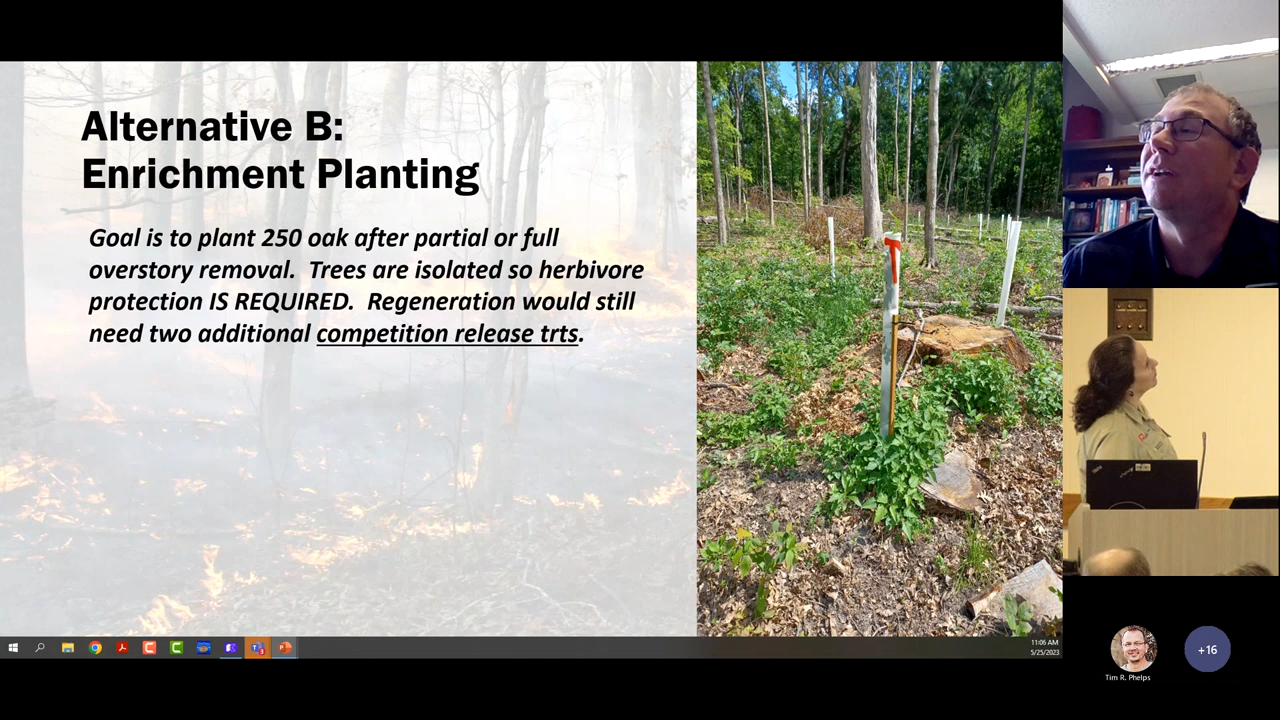 Alternative B:
Enrichment Planting
Goal is to plant 250 oak after partial or full
overstory removal.  Trees are isolated so herbivore
protection IS REQUIRED.  Regeneration would still
need two additional competition release trts.
11:06 AM
5/25/2023
Tim R. Phelps
+16